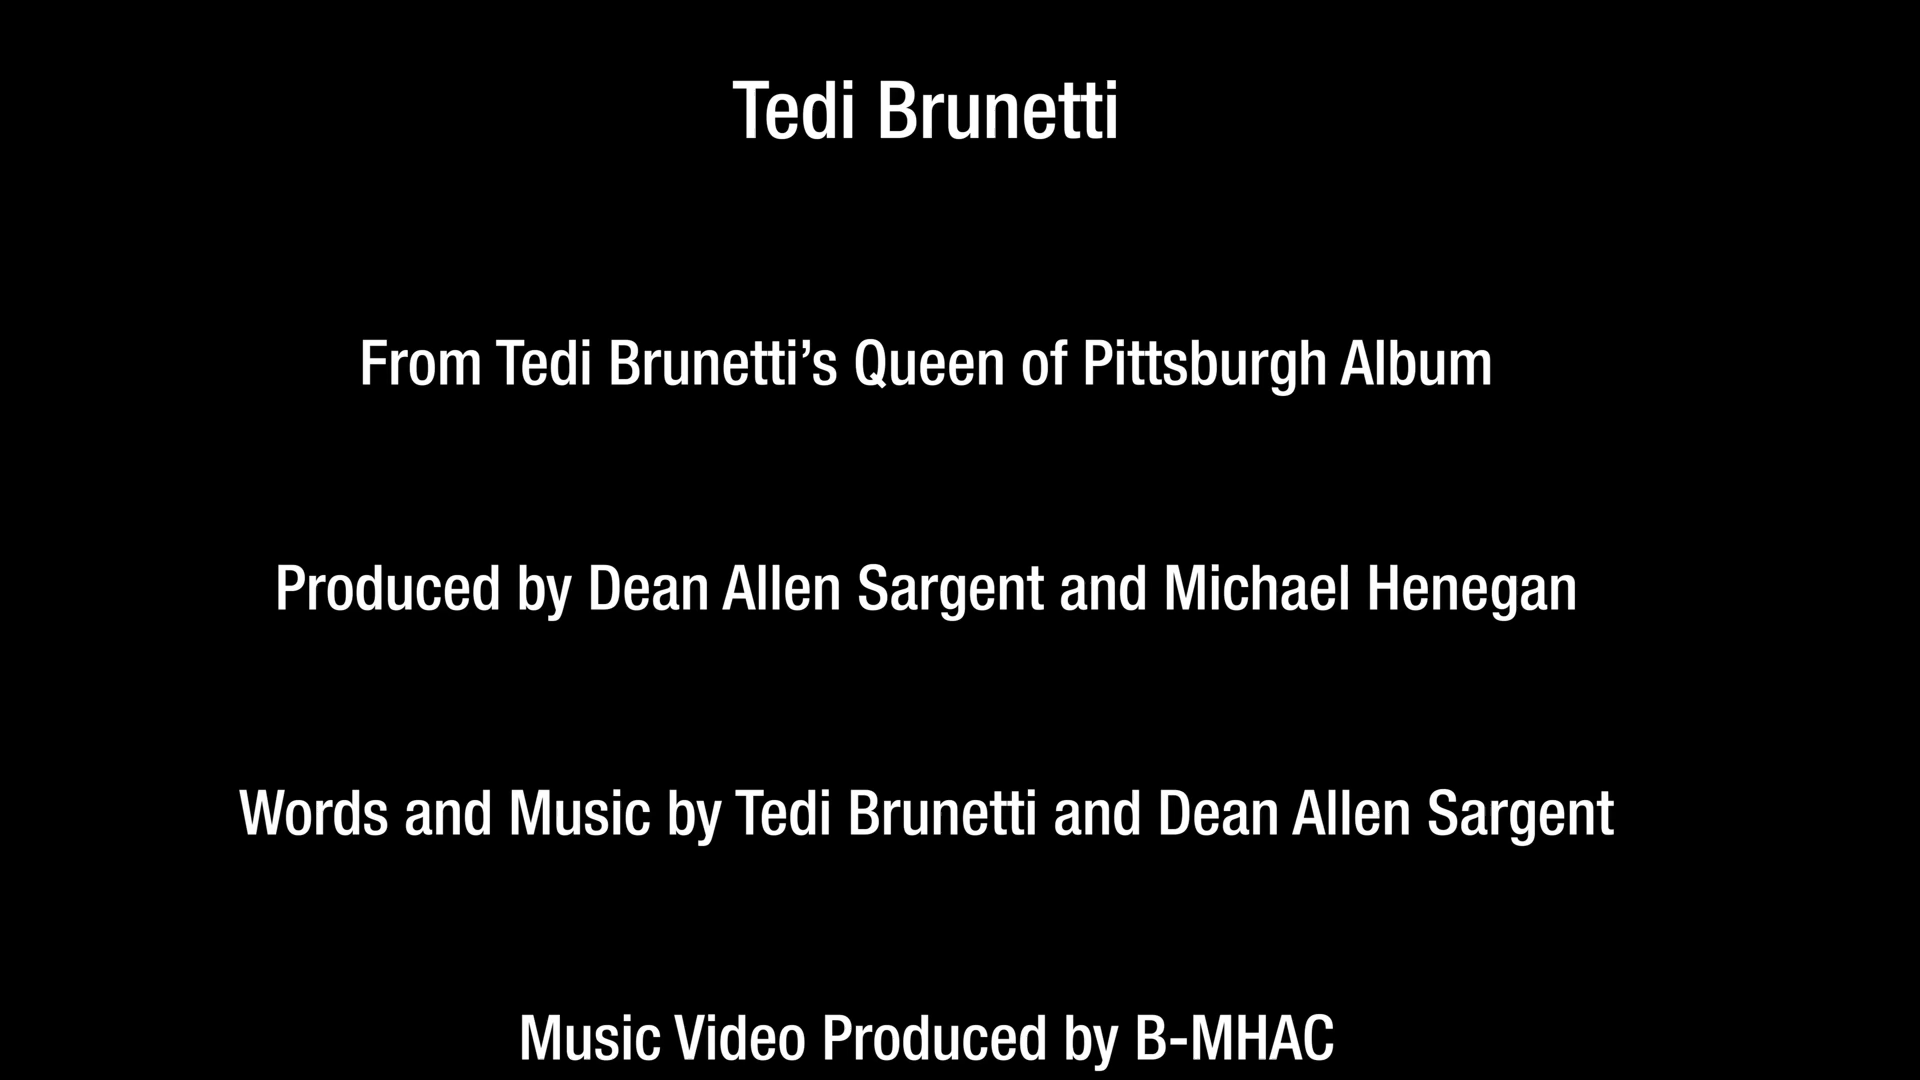 Tedi Brunetti
From Tedi Brunetti’s Queen of Pittsburgh Album
Produced by Dean Allen Sargent and Michael Henegan
Words and Music by Tedi Brunetti and Dean Allen Sargent
Music Video Produced by B-MHAC